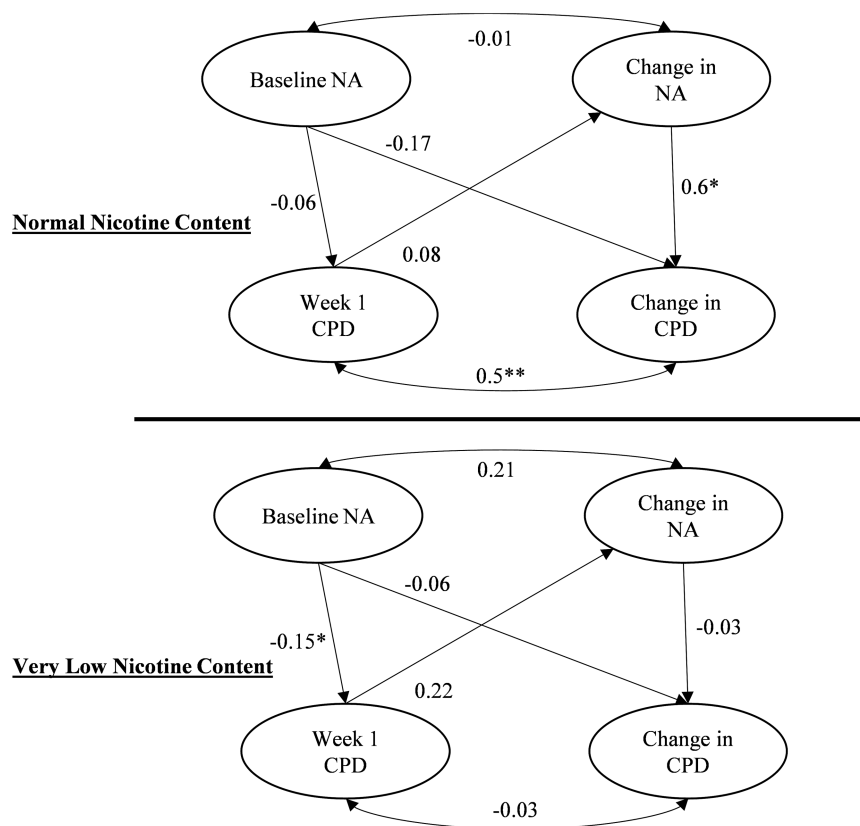 -0.01
Baseline NA
Change in
NA
-0.17
-0.06
0.6*
Normal Nicotine Content
0.08
Week 1
CPD
Change in
CPD
0.5**
0.21
Baseline NA
Change in
NA
-0.06
-0.15*
-0.03
Very Low Nicotine Content
0.22
Week 1
CPD
Change in
CPD
-0.03